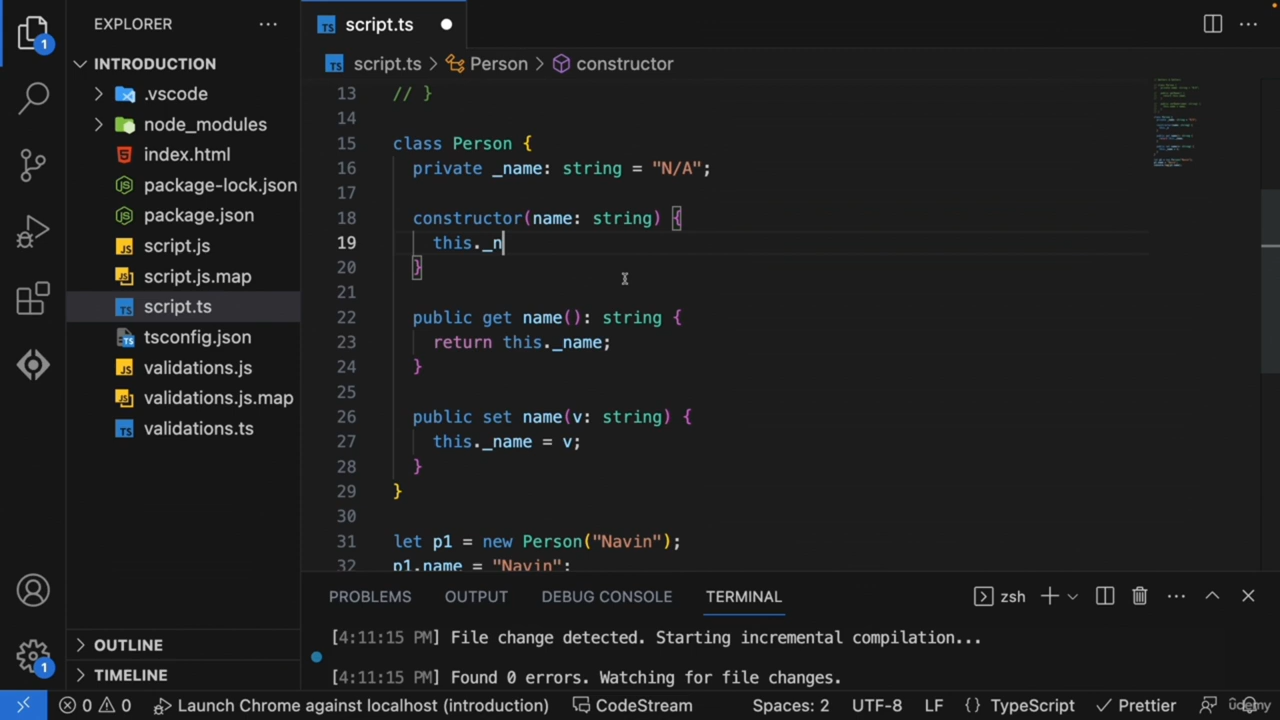 EXPLORER
script.ts
INTRODUCTION
script.ts > Person > constructor
.vscode
node_modules
index.html
package-lock.json
package.json
script.js
script.js.map
script.ts
tsconfig.json
validations.js
validations.js.map
validations.ts
OUTLINE
TIMELINE
1
1
13 // }
14
15 class Person {
16 private _name: string = "N/A";
17
18 constructor(name: string) {
19 this._n
20 }
21
22 public get name(): string {
23 return this._name;
24 }
25
26 public set name(v: string) {
27 this._name = v;
28 }
29 }
30
31 let p1 = new Person("Navin");
32 p1.name = "Navin";
PROBLEMS OUTPUT DEBUG CONSOLE TERMINAL zsh
[4:11:15 PM] File change detected. Starting incremental compilation...
[4:11:15 PM] Found 0 errors. Watching for file changes.
0 0 Launch Chrome against localhost (introduction) CodeStream Spaces: 2 UTF-8 LF {} TypeScript Prettier
udemy